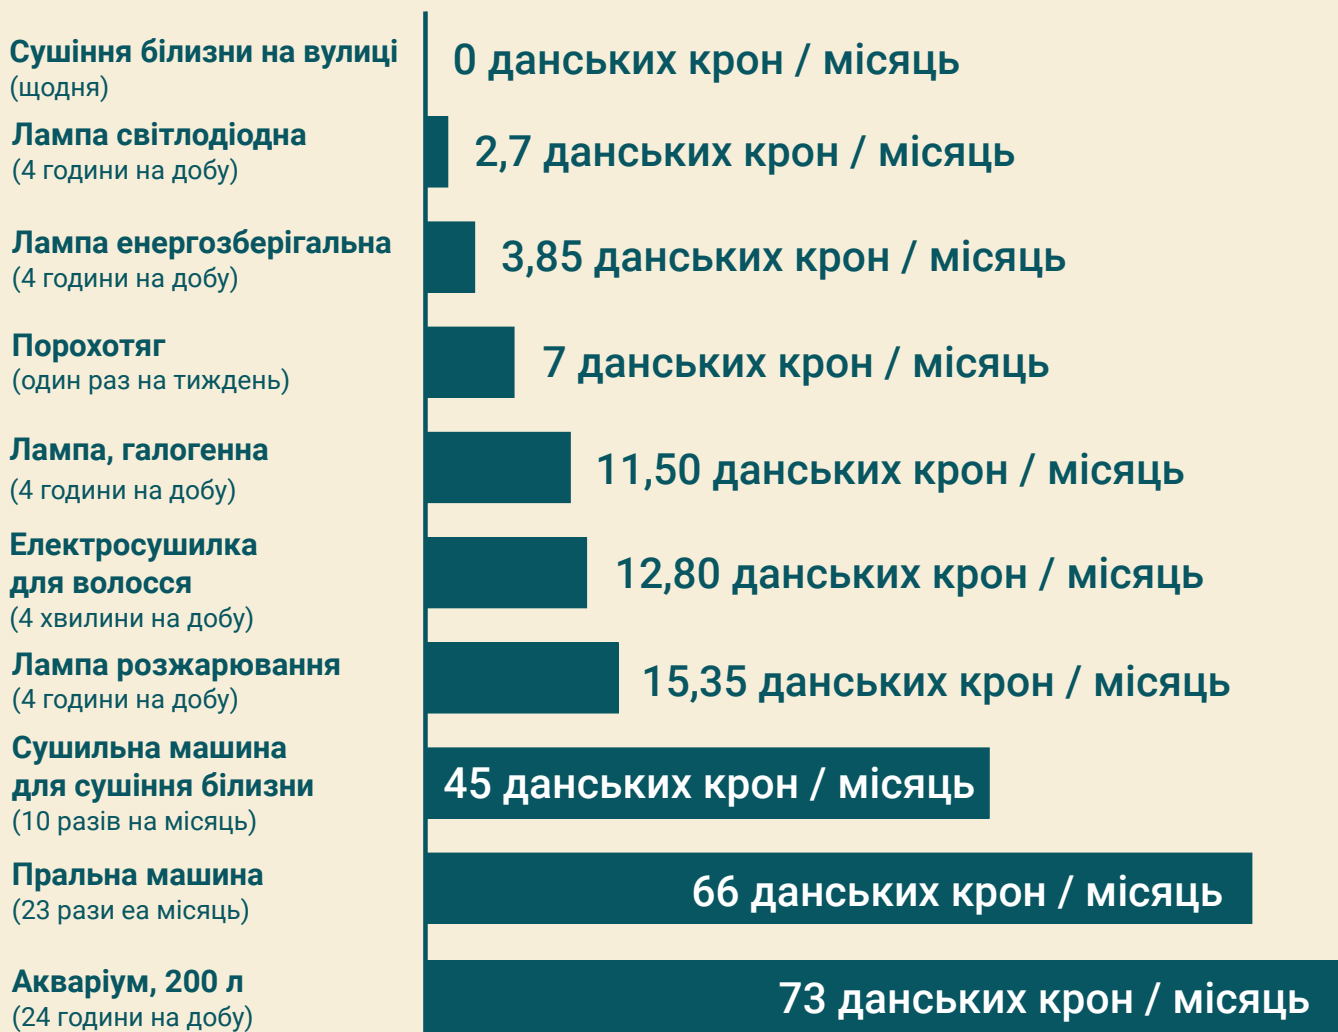 Сушіння білизни на вулиці
(щодня)
0 данських крон / місяць
Лампа світлодіодна
(4 години на добу)
2,7 данських крон / місяць
Лампа енергозберігальна
(4 години на добу)
3,85 данських крон / місяць
Порохотяг
(один раз на тиждень)
7 данських крон / місяць
Лампа, галогенна
(4 години на добу)
11,50 данських крон / місяць
Електросушилка
для волосся
(4 хвилини на добу)
12,80 данських крон / місяць
Лампа розжарювання
(4 години на добу)
15,35 данських крон / місяць
Сушильна машина
для сушіння білизни
(10 разів на місяць)
45 данських крон / місяць
Пральна машина
(23 рази еа місяць)
66 данських крон / місяць
Акваріум, 200 л
(24 години на добу)
73 данських крон / місяць